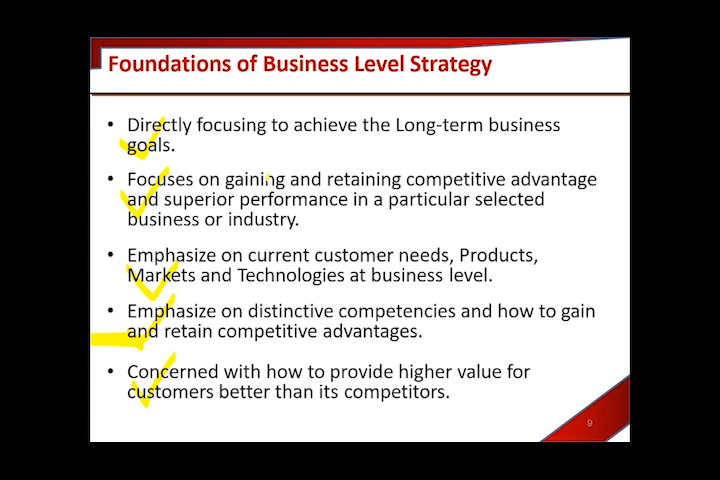 Foundations of Business Level Strategy
• Directly focusing to achieve the Long-term business
goals.
• Focuses on gaining and retaining competitive advantage
and superior performance in a particular selected
business or industry.
• Emphasize on current customer needs, Products,
Markets and Technologies at business level.
• Emphasize on distinctive competencies and how to gain
and retain competitive advantages.
• Concerned with how to provide higher value for
customers better than its competitors.
9